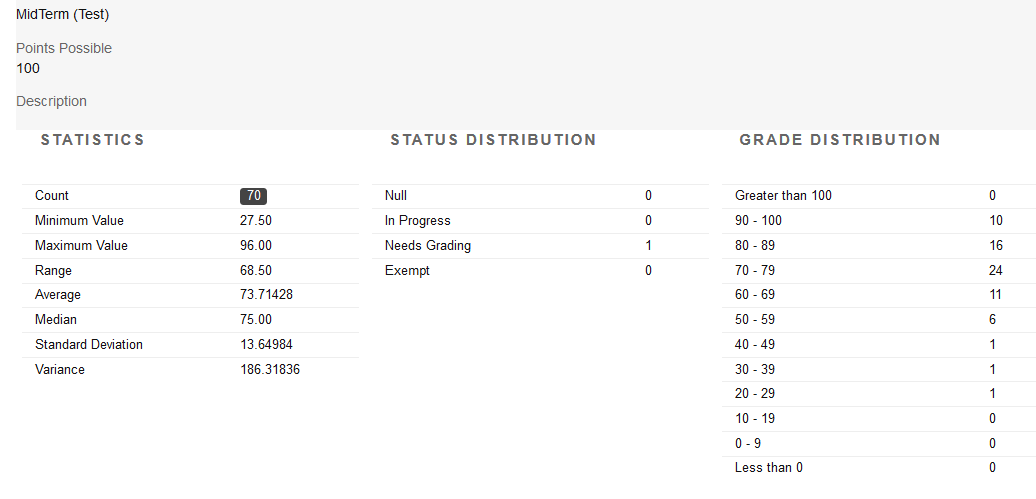 MidTerm (Test)
Points Possible
100
Description
STATISTICS
Count 70
Minimum Value 27.50
Maximum Value 96.00
Range 68.50
Average 73.71428
Median 75.00
Standard Deviation 13.64984
Variance 186.31836
STATUS DISTRIBUTION
Null 0
In Progress 0
Needs Grading 1
Exempt 0
GRADE DISTRIBUTION
Greater than 100 0
90 - 100 10
80 - 89 16
70 - 79 24
60 - 69 11
50 - 59 6
40 - 49 1
30 - 39 1
20 - 29 1
10 - 19 0
0 - 9 0
Less than 0 0